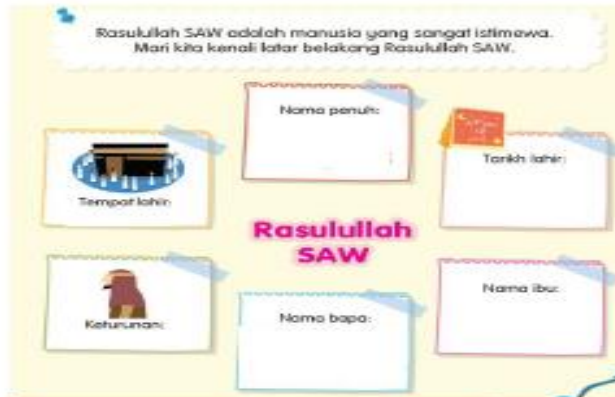 Rasulullah SAW adalah manusia yang sangat istimewa.
Mari kita kenali latar belakang Rasulullah SAW.
Nama penuh:
Tarikh lahir:
Tempat lahir:
Rasulullah
SAW
Nama ibu:
Keturunan:
Nama bapa: